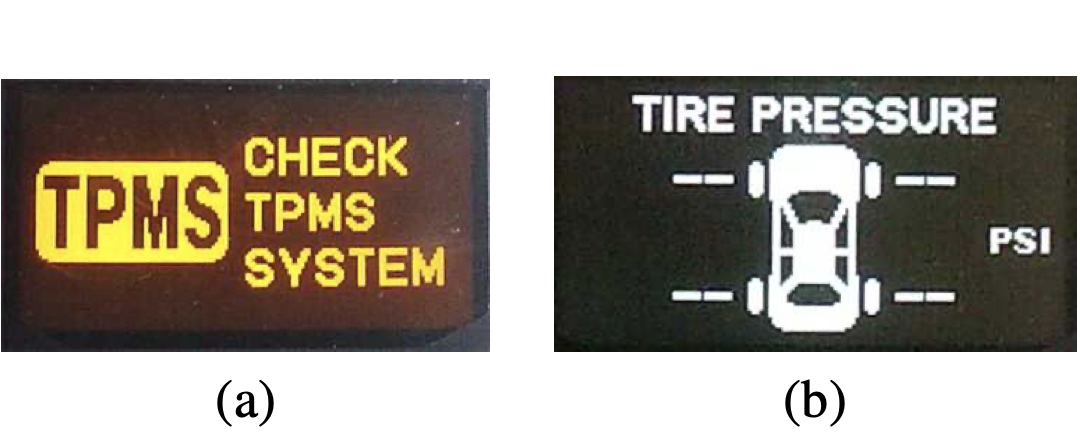 TPMS
CHECK
TPMS
SYSTEM
TIRE PRESSURE
-- --
PSI
-- --
(a)
(b)